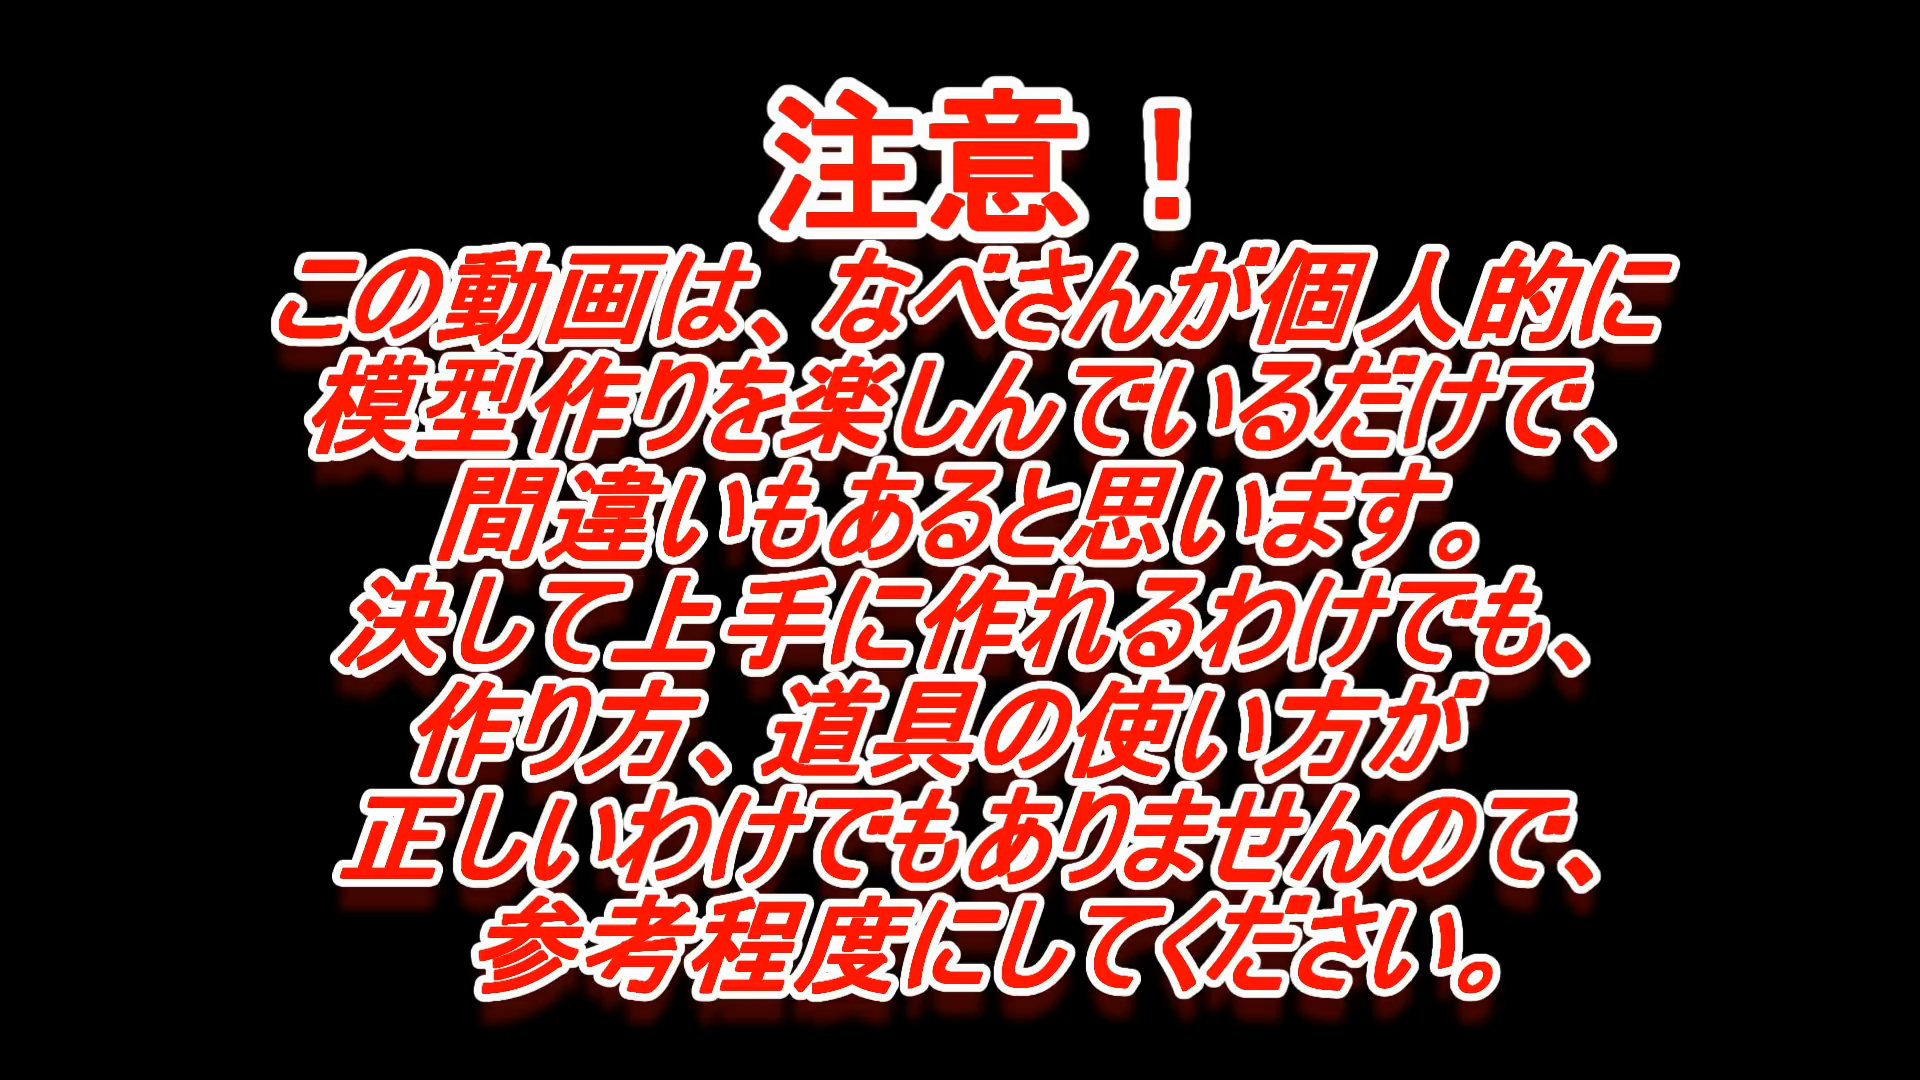 注意！
この動画は、なべさんが個人的に
模型作りを楽しんでいるだけで、
間違いもあると思います。
決して上手に作れるわけでも、
作り方、道具の使い方が
正しいわけでもありませんので、
参考程度にしてください。